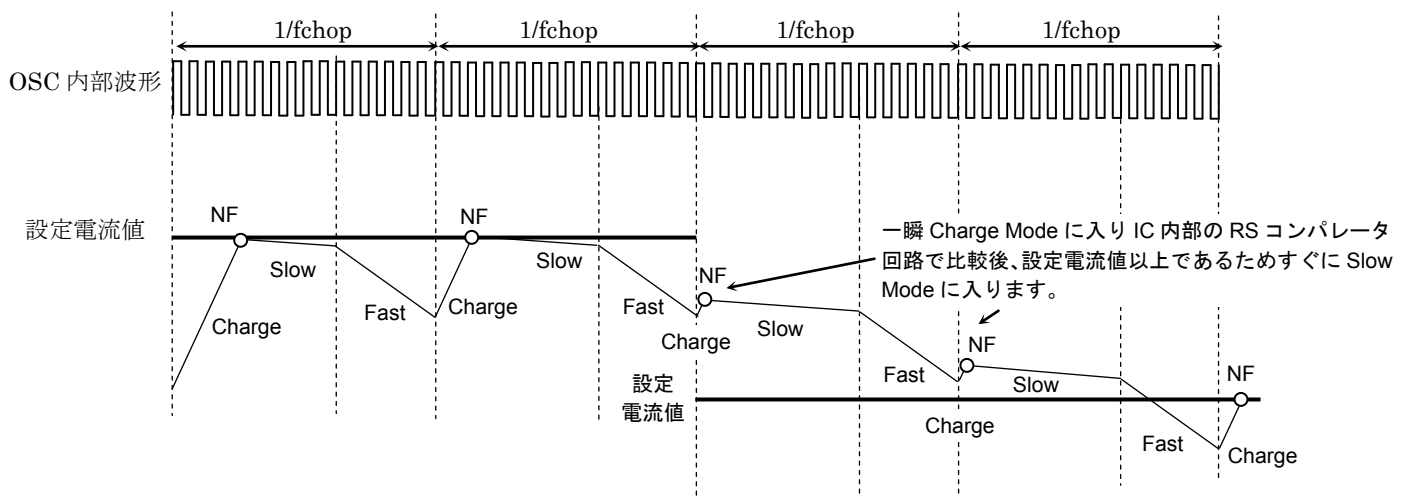 1/fchop 1/fchop 1/fchop 1/fchop
OSC 内部波形
設定電流値
NF
Slow
Charge
Fast
NF
Charge
Slow
Fast
NF
Charge
Slow
Fast
一瞬 Charge Mode に入り IC 内部の RS コンパレータ
回路で比較後、設定電流値以上であるためすぐに Slow
Mode に入ります。
設定
電流値
NF
Slow
Charge
Fast
NF
Charge